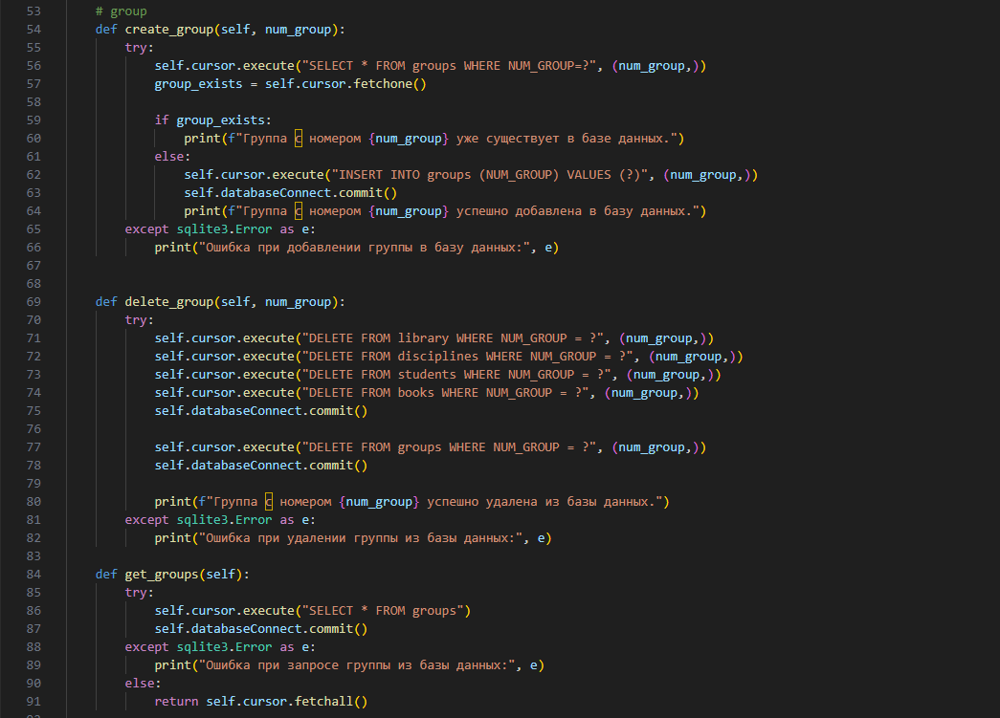 53 # group
54 def create_group(self, num_group):
55 try:
56 self.cursor.execute("SELECT * FROM groups WHERE NUM_GROUP=?", (num_group,))
57 group_exists = self.cursor.fetchone()
58
59 if group_exists:
60 print(f"Группа с номером {num_group} уже существует в базе данных.")
61 else:
62 self.cursor.execute("INSERT INTO groups (NUM_GROUP) VALUES (?)", (num_group,))
63 self.databaseConnect.commit()
64 print(f"Группа с номером {num_group} успешно добавлена в базу данных.")
65 except sqlite3.Error as e:
66 print("Ошибка при добавлении группы в базу данных:", e)
67
68
69 def delete_group(self, num_group):
70 try:
71 self.cursor.execute("DELETE FROM library WHERE NUM_GROUP = ?", (num_group,))
72 self.cursor.execute("DELETE FROM disciplines WHERE NUM_GROUP = ?", (num_group,))
73 self.cursor.execute("DELETE FROM students WHERE NUM_GROUP = ?", (num_group,))
74 self.cursor.execute("DELETE FROM books WHERE NUM_GROUP = ?", (num_group,))
75 self.databaseConnect.commit()
76
77 self.cursor.execute("DELETE FROM groups WHERE NUM_GROUP = ?", (num_group,))
78 self.databaseConnect.commit()
79
80 print(f"Группа с номером {num_group} успешно удалена из базы данных.")
81 except sqlite3.Error as e:
82 print("Ошибка при удалении группы из базы данных:", e)
83
84 def get_groups(self):
85 try:
86 self.cursor.execute("SELECT * FROM groups")
87 self.databaseConnect.commit()
88 except sqlite3.Error as e:
89 print("Ошибка при запросе группы из базы данных:", e)
90 else:
91 return self.cursor.fetchall()